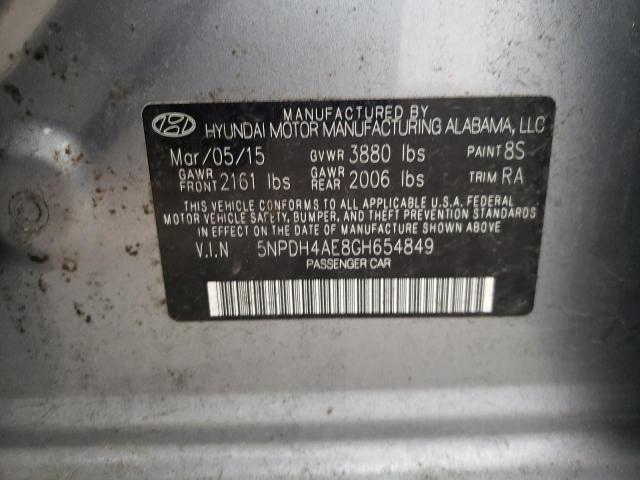 MANUFACTURED BY
HYUNDAI MOTOR MANUFACTURING ALABAMA, LLC
Mar/05/15 GVWR 3880 lbs PAINT 8S
GAWR FRONT 2161 lbs GAWR REAR 2006 lbs TRIM RA
THIS VEHICLE CONFORMS TO ALL APPLICABLE U.S.A. FEDERAL
MOTOR VEHICLE SAFETY, BUMPER, AND THEFT PREVENTION
STANDARDS IN EFFECT ON THE DATE OF MANUFACTURE
SHOWN ABOVE.
V.I.N 5NPDH4AE8GH654849
PASSENGER CAR